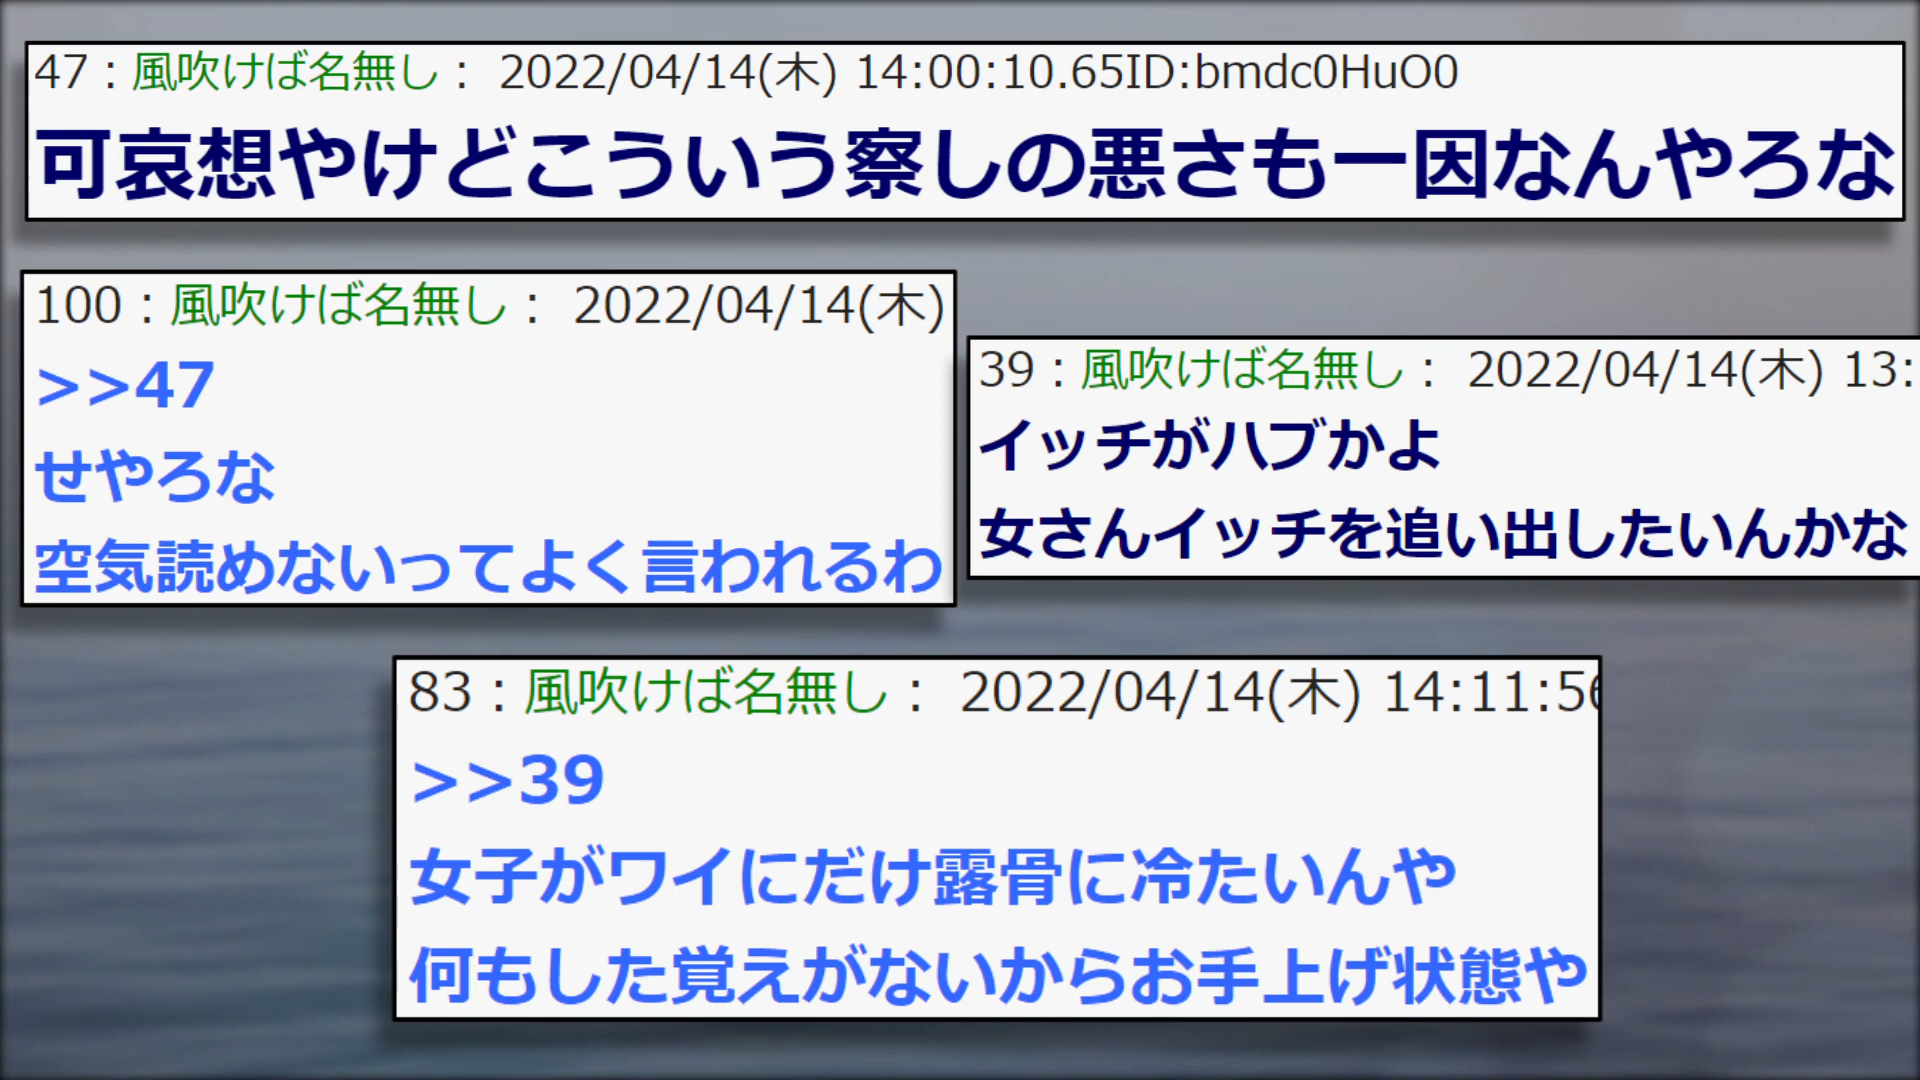 47：風吹けば名無し： 2022/04/14(木) 14:00:10.65ID:bmdc0HuO0
可哀想やけどこういう察しの悪さも一因なんやろな
100：風吹けば名無し： 2022/04/14(木)
>>47
せやろな
空気読めないってよく言われるわ
39：風吹けば名無し： 2022/04/14(木) 13:
イッチがハブかよ
女さんイッチを追い出したいんかな
83：風吹けば名無し： 2022/04/14(木) 14:11:56
>>39
女子がワイにだけ露骨に冷たいんや
何もした覚えがないからお手上げ状態や